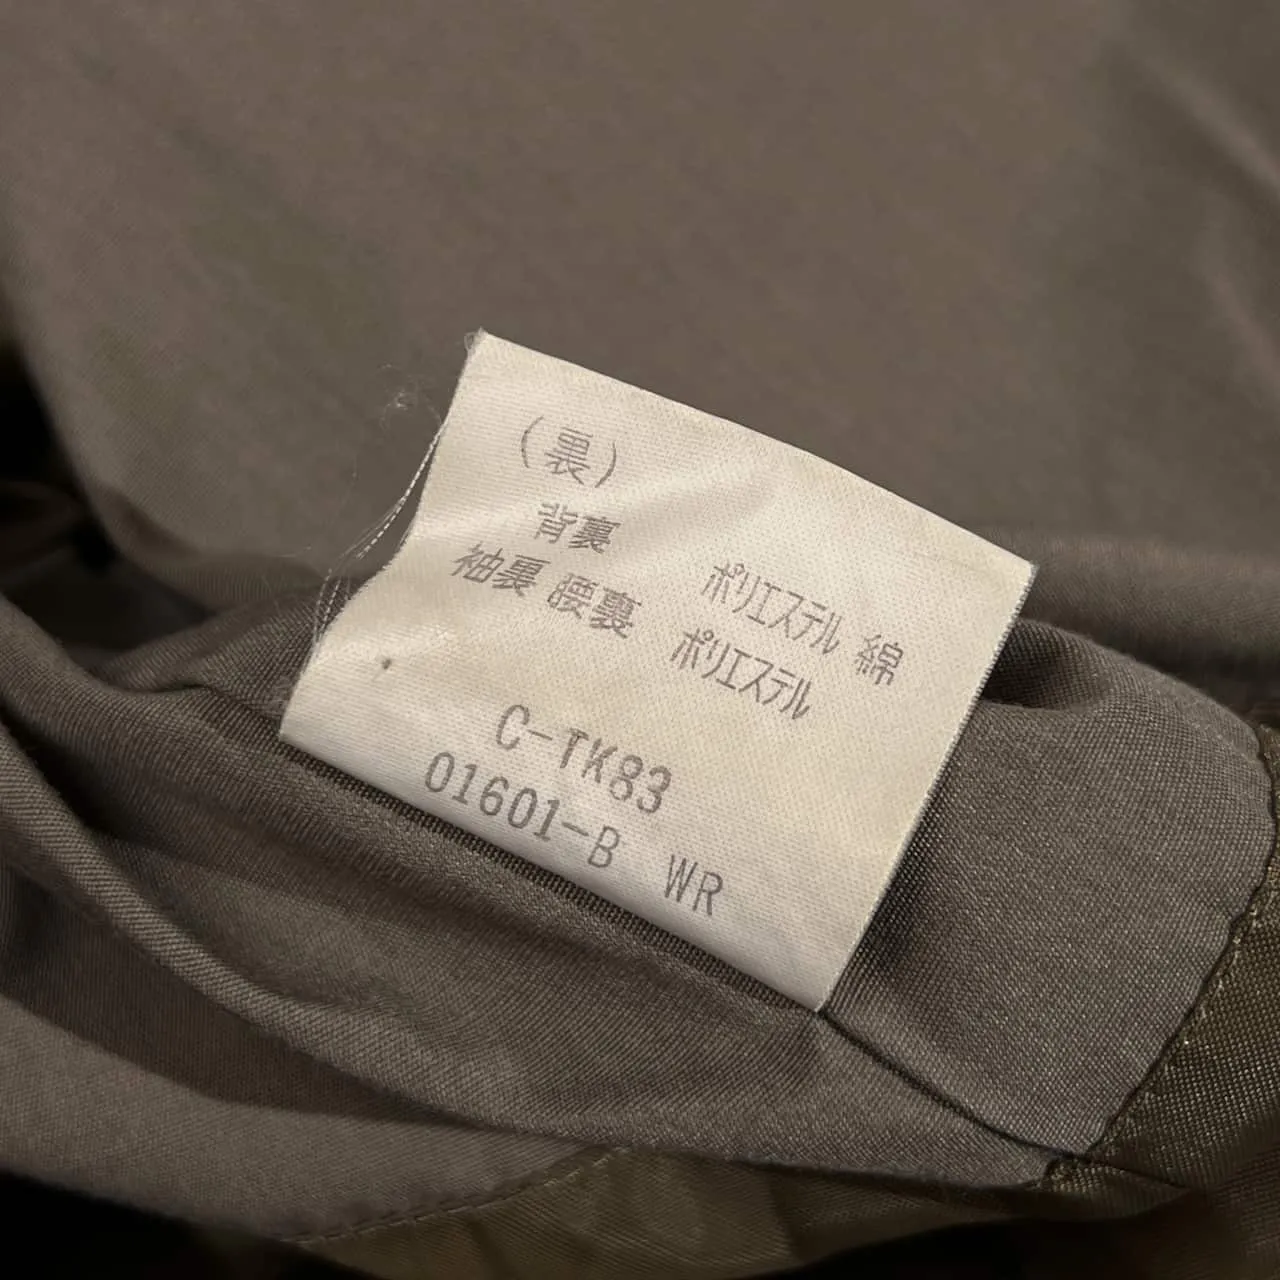 （裏）
背裏 ポリエステル 綿
袖裏 腰裏 ポリエステル
C-TK83
01601-B WR